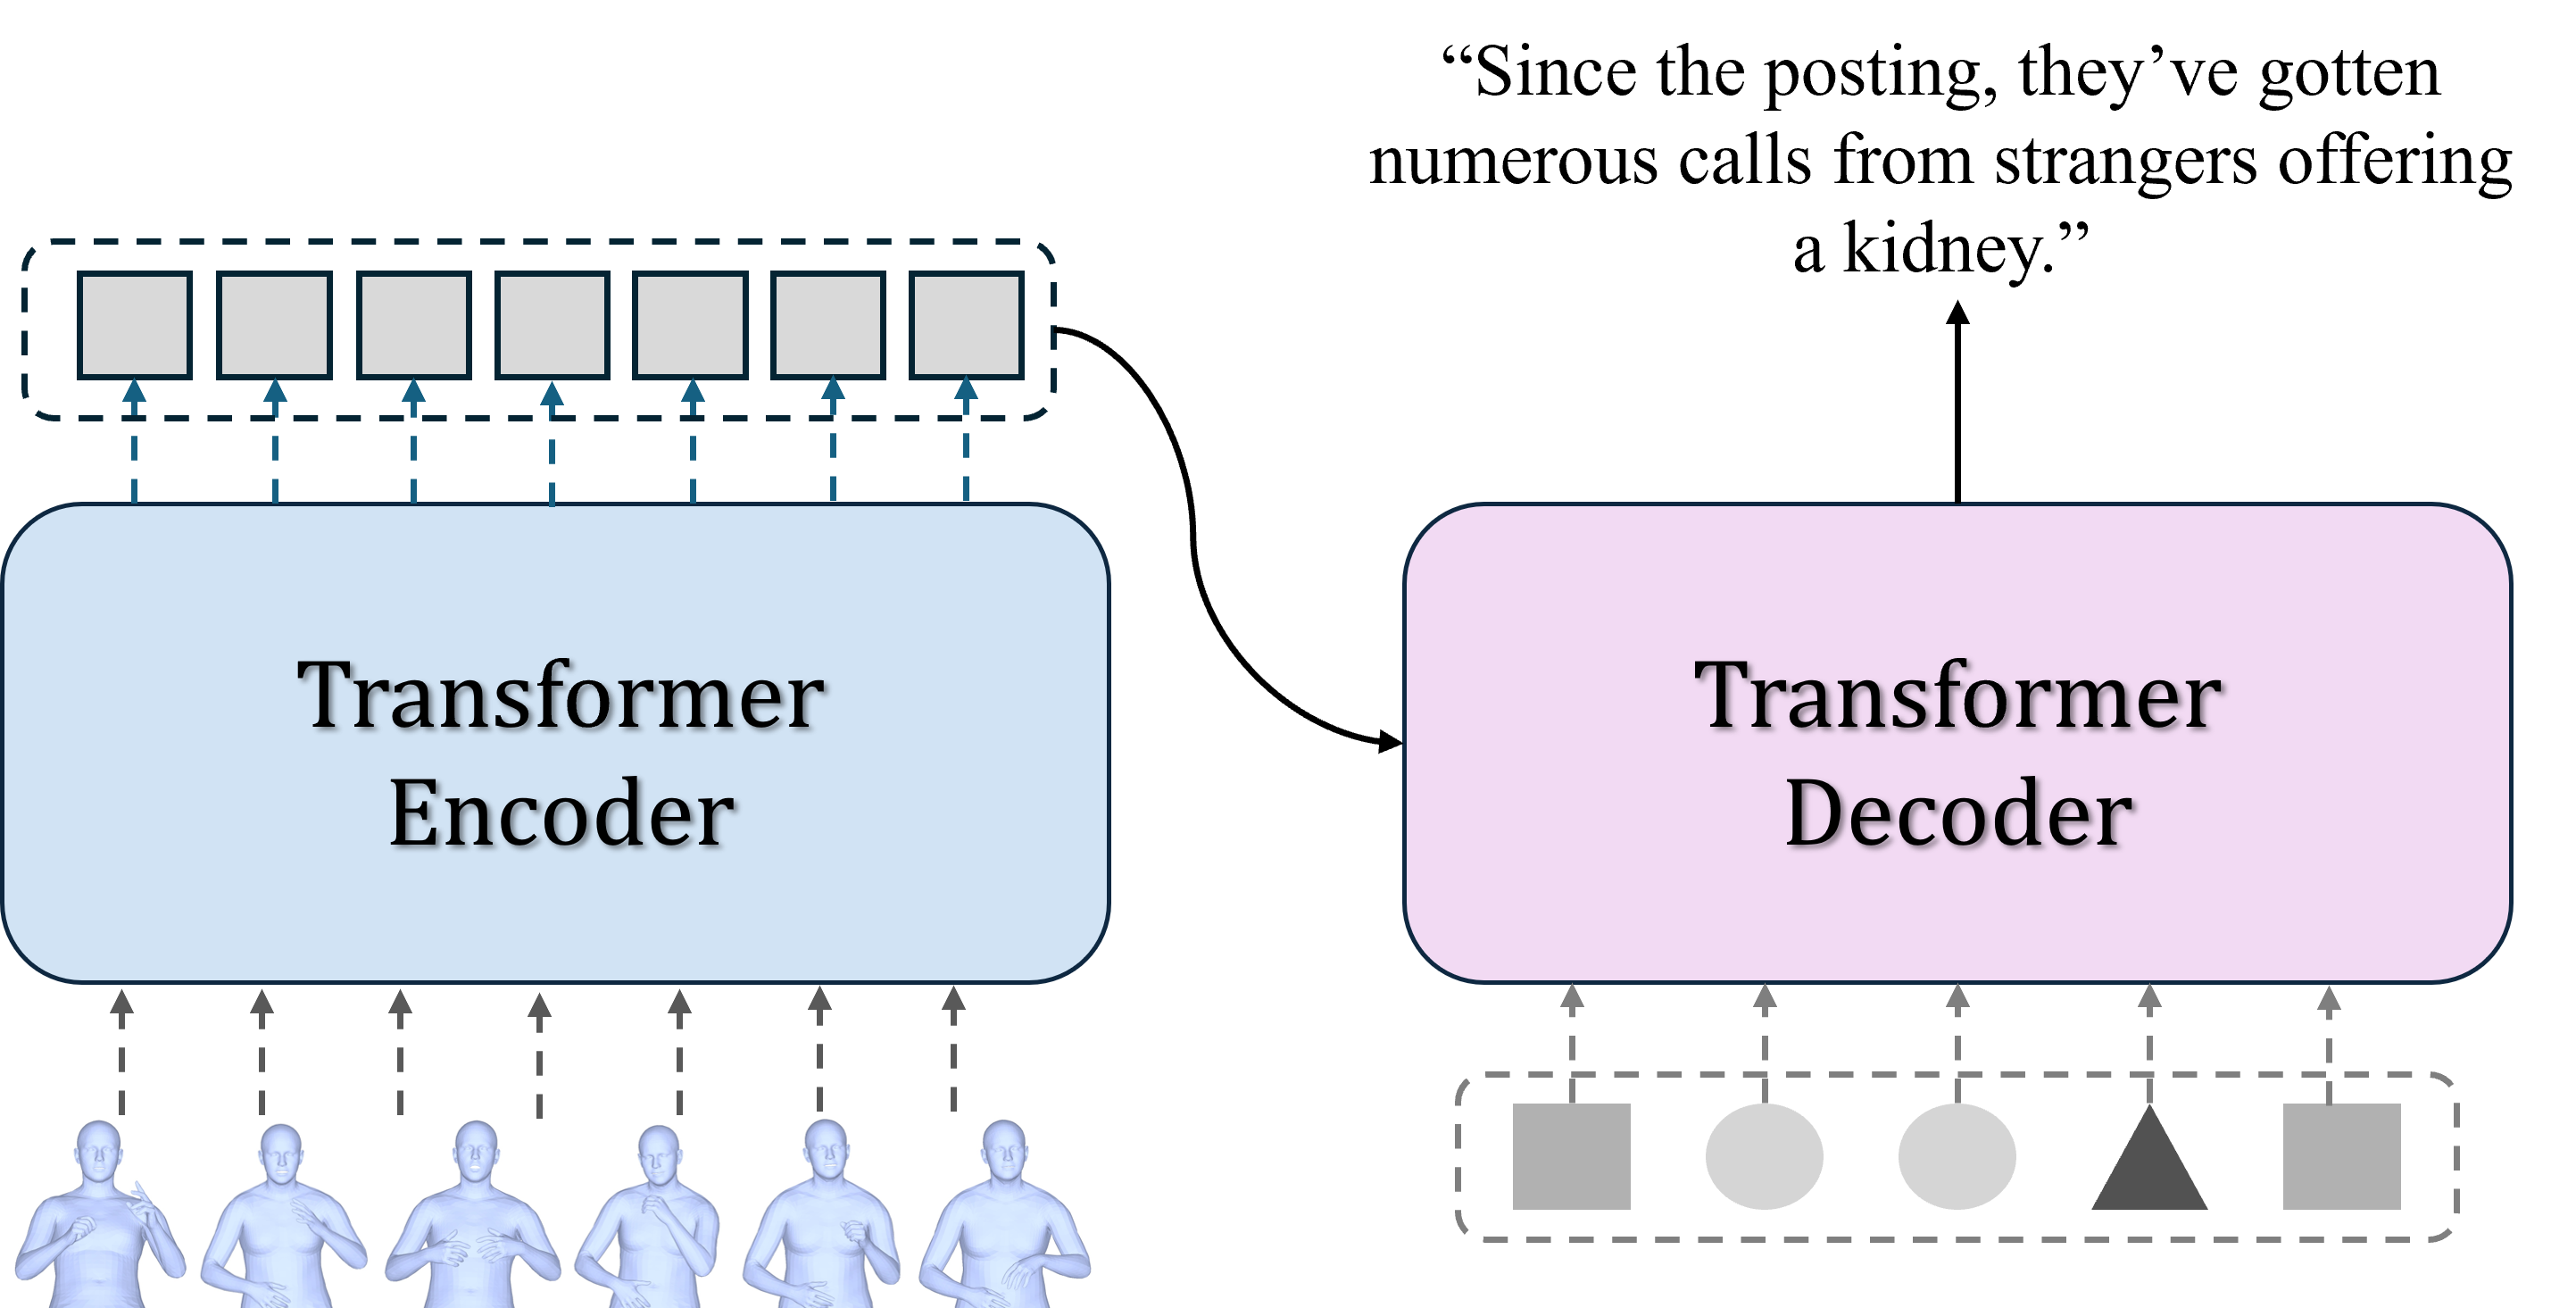 “Since the posting, they’ve gotten
numerous calls from strangers offering
a kidney.”
Transformer
Encoder
Transformer
Decoder